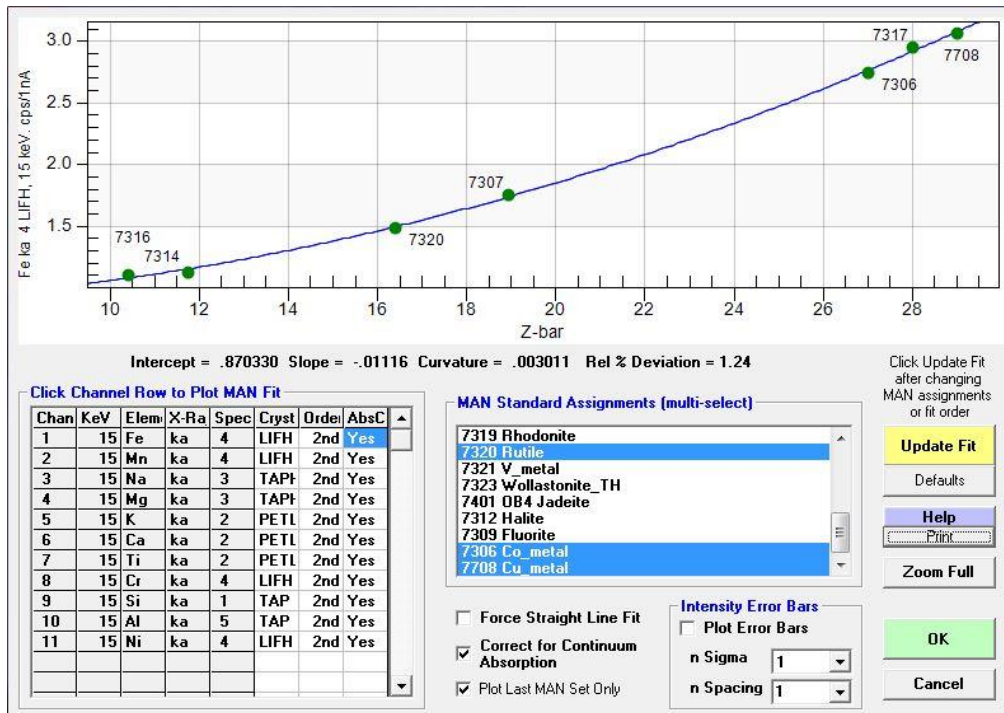 Fe ka 4 LIFH, 15 keV. cps/1nA
3.0
2.5
2.0
1.5
7316
7314
7320
7307
7317
7306
7708
10 12 14 16 18 20 22 24 26 28
Z-bar
Intercept = .870330 Slope = -.01116 Curvature = .003011 Rel % Deviation = 1.24
Click Update Fit
after changing
MAN assignments
or fit order
Click Channel Row to Plot MAN Fit
Chan KeV Elem X-Ra Spec Cryst Order AbsC
1 15 Fe ka 4 LIFH 2nd Yes
2 15 Mn ka 4 LIFH 2nd Yes
3 15 Na ka 3 TAPH 2nd Yes
4 15 Mg ka 3 TAPH 2nd Yes
5 15 K ka 2 PETL 2nd Yes
6 15 Ca ka 2 PETL 2nd Yes
7 15 Ti ka 2 PETL 2nd Yes
8 15 Cr ka 4 LIFH 2nd Yes
9 15 Si ka 1 TAP 2nd Yes
10 15 Al ka 5 TAP 2nd Yes
11 15 Ni ka 4 LIFH 2nd Yes
MAN Standard Assignments (multi-select)
7319 Rhodonite
7320 Rutile
7321 V_metal
7323 Wollastonite_TH
7401 OB4 Jadeite
7312 Halite
7309 Fluorite
7306 Co_metal
7708 Cu_metal
Force Straight Line Fit
Correct for Continuum
Absorption
Plot Last MAN Set Only
Intensity Error Bars
Plot Error Bars
n Sigma 1
n Spacing 1
Update Fit
Defaults
Help
Print
Zoom Full
OK
Cancel